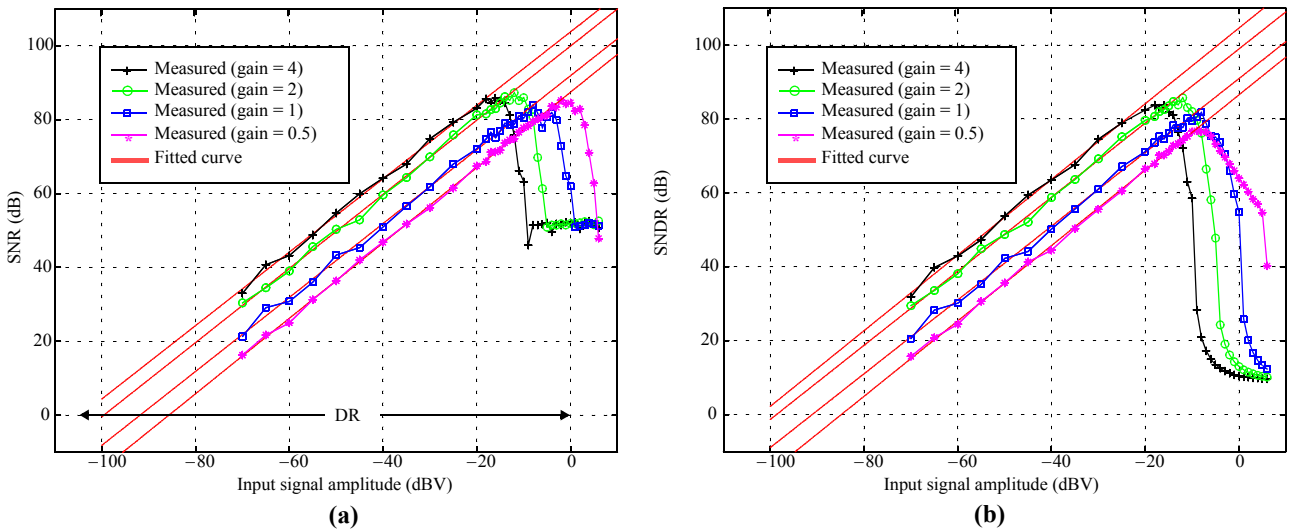 100
80
60
40
20
0
SNR (dB)
Measured (gain = 4)
Measured (gain = 2)
Measured (gain = 1)
Measured (gain = 0.5)
Fitted curve
DR
−100
−80
−60
−40
−20
0
Input signal amplitude (dBV)
(a)
100
80
60
40
20
0
SNDR (dB)
Measured (gain = 4)
Measured (gain = 2)
Measured (gain = 1)
Measured (gain = 0.5)
Fitted curve
−100
−80
−60
−40
−20
0
Input signal amplitude (dBV)
(b)